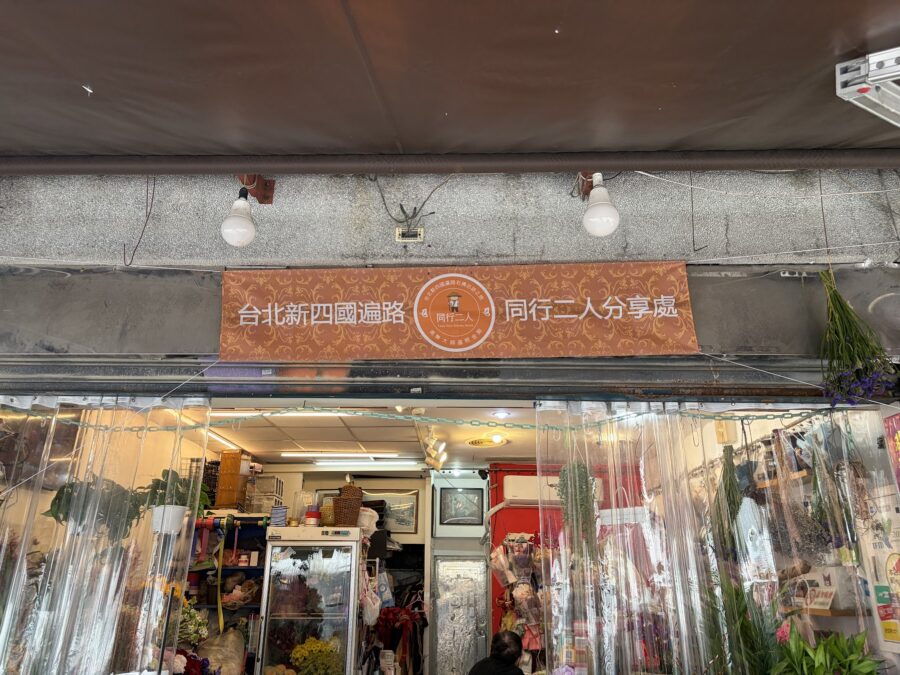 台北新四國遍路
同行二人
同行二人分享處